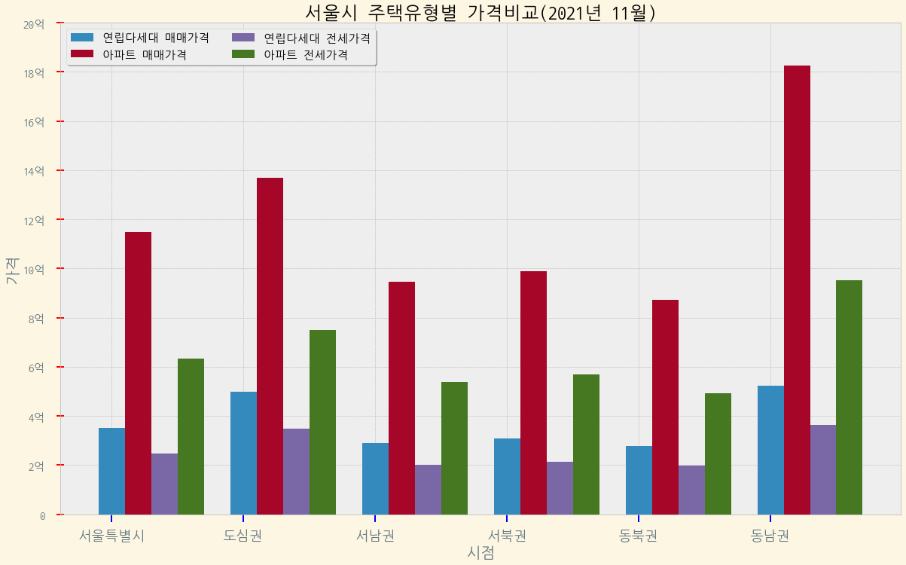 서울시 주택유형별 가격비교(2021년 11월)
연립다세대 매매가격 연립다세대 전세가격
아파트 매매가격 아파트 전세가격
20억
18억
16억
14억
12억
10억
8억
6억
4억
2억
0
가격
서울특별시 도심권 서남권 서북권 동북권 동남권
시점